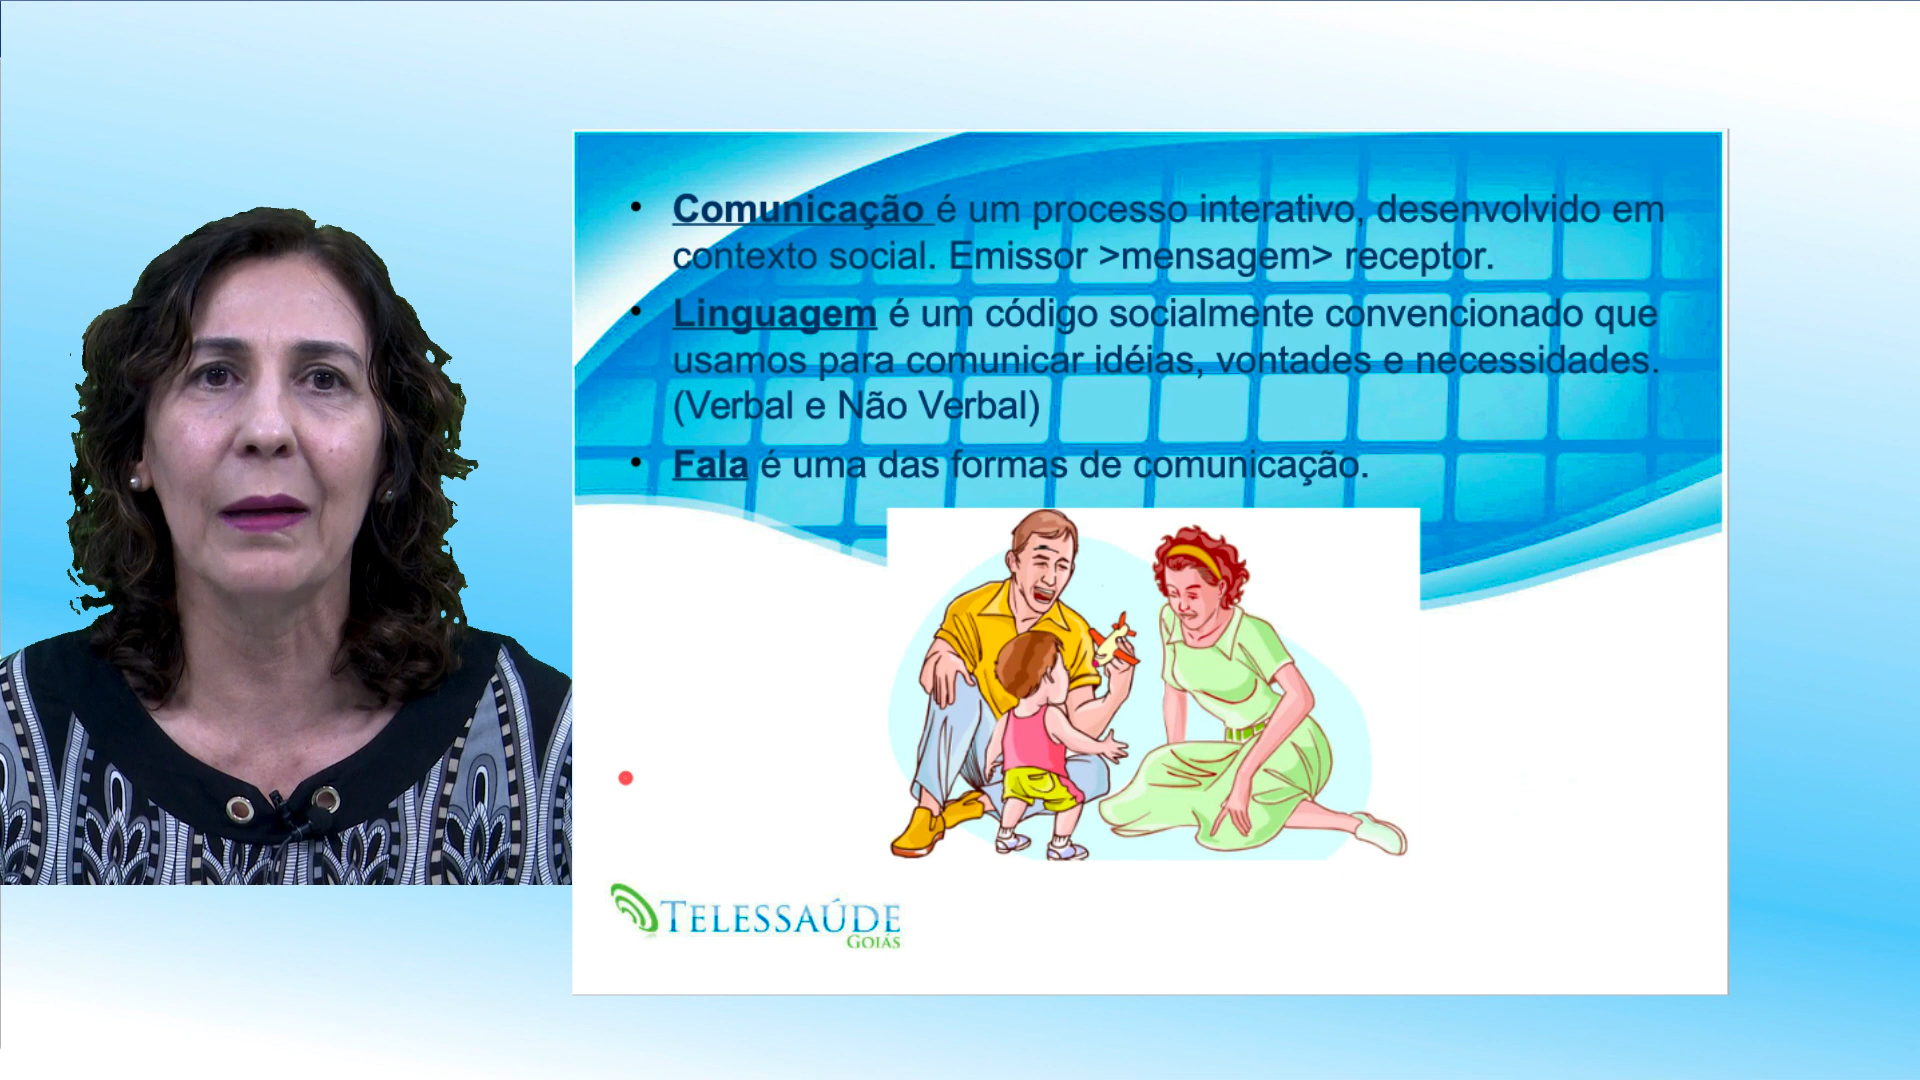 • Comunicação é um processo interativo, desenvolvido em
contexto social. Emissor >mensagem> receptor.
• Linguagem é um código socialmente convencionado que
usamos para comunicar idéias, vontades e necessidades.
(Verbal e Não Verbal)
• Fala é uma das formas de comunicação.
TELESSAÚDE
GOIÁS